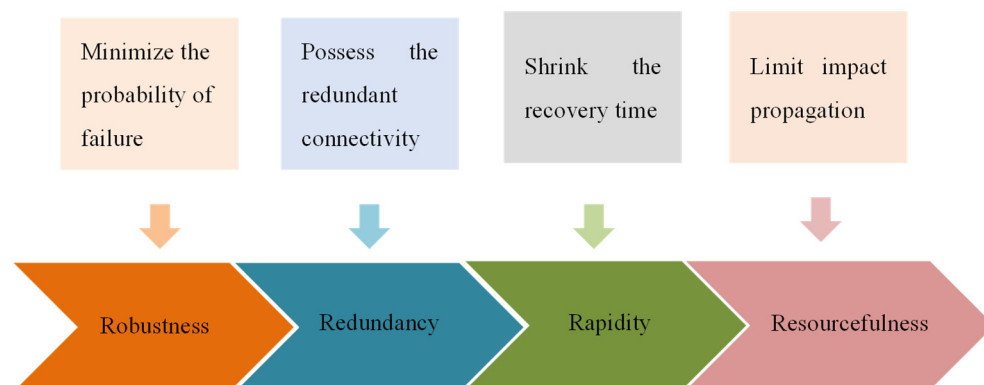 Minimize the
probability of
failure
Possess the
redundant
connectivity
Shrink the
recovery time
Limit impact
propagation
Robustness
Redundancy
Rapidity
Resourcefulness